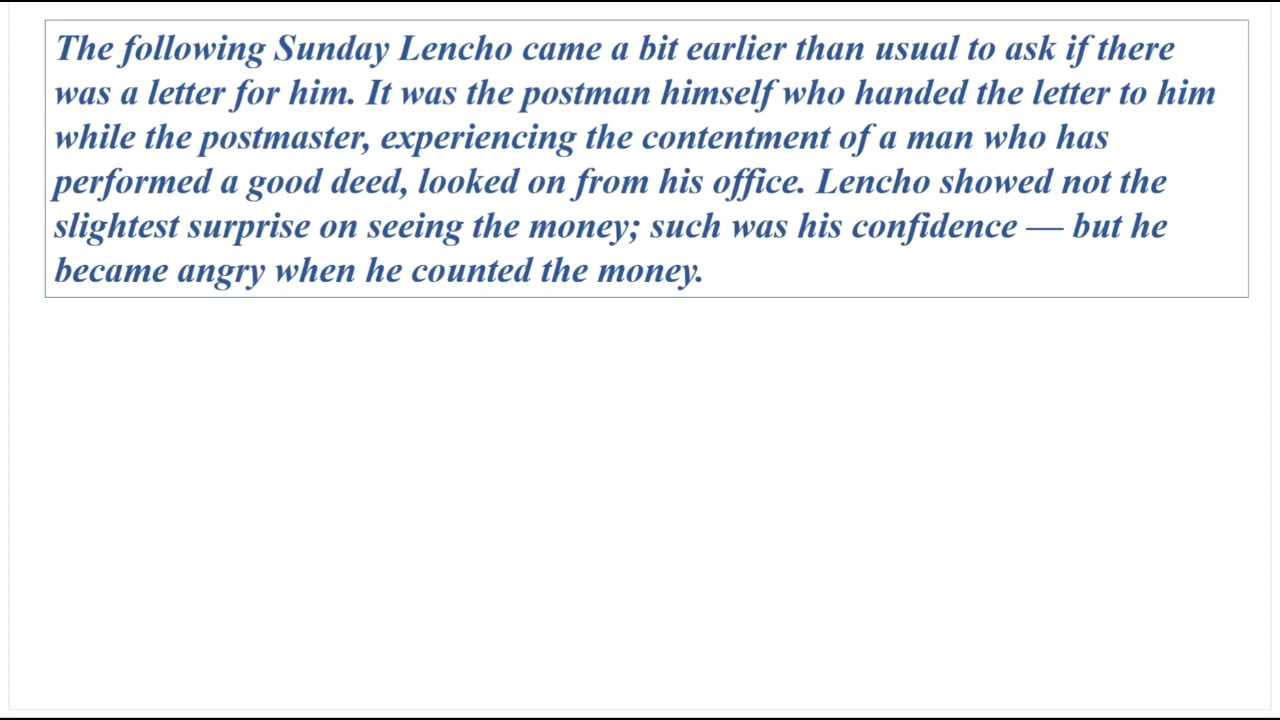 The following Sunday Lencho came a bit earlier than usual to ask if there
was a letter for him. It was the postman himself who handed the letter to him
while the postmaster, experiencing the contentment of a man who has
performed a good deed, looked on from his office. Lencho showed not the
slightest surprise on seeing the money; such was his confidence — but he
became angry when he counted the money.